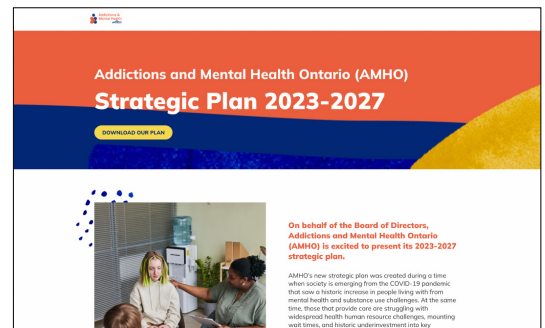 Addictions &
Mental Health
Ontario
Addictions and Mental Health Ontario (AMHO)
Strategic Plan 2023-2027
DOWNLOAD OUR PLAN
On behalf of the Board of Directors,
Addictions and Mental Health Ontario
(AMHO) is excited to present its 2023-2027
strategic plan.
AMHO's new strategic plan was created during a time
when society is emerging from the COVID-19 pandemic
that saw a historic increase in people living with from
mental health and substance use challenges. At the same
time, those that provide care are struggling with
widespread health human resource challenges, mounting
wait times, and historic underinvestment into key